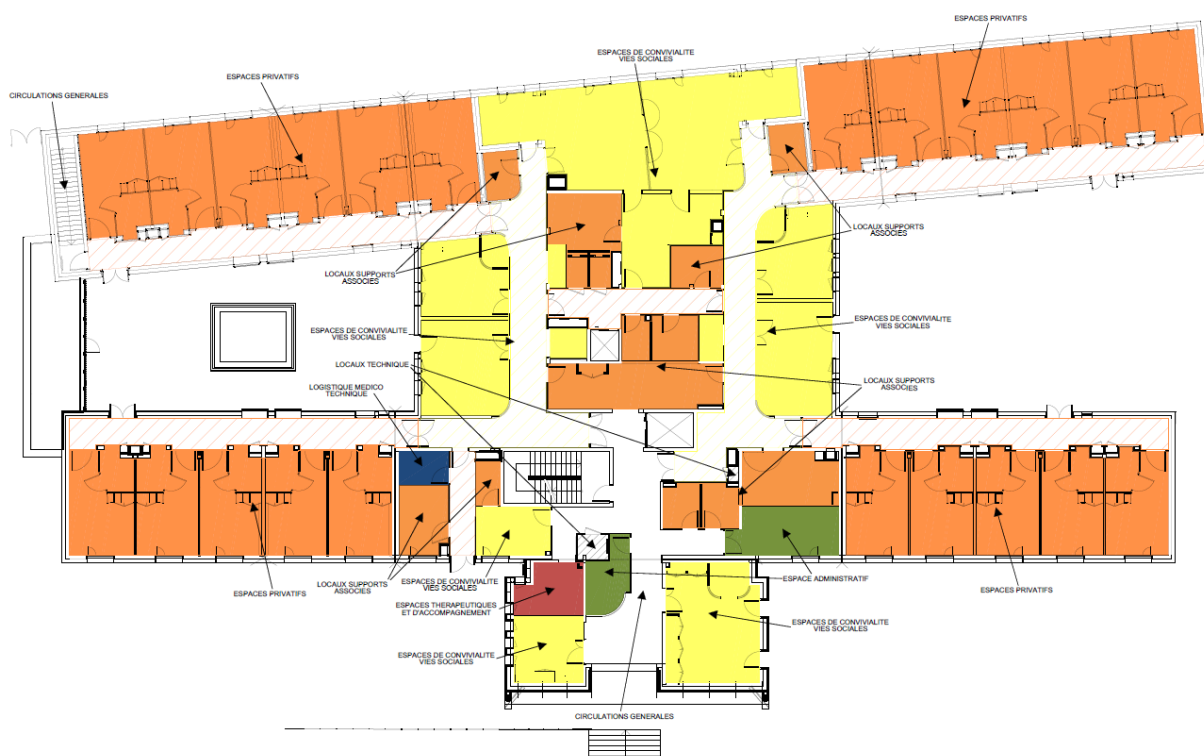 ESPACES PRIVATIFS
ESPACES DE CONVIVIALITE
VIES SOCIALES
ESPACES PRIVATIFS
CIRCULATIONS GENERALES
LOCAUX SUPPORTS
ASSOCIES
LOCAUX SUPPORTS
ASSOCIES
ESPACES DE CONVIVIALITE
VIES SOCIALES
ESPACES DE CONVIVIALITE
VIES SOCIALES
LOCAUX TECHNIQUE
LOGISTIQUE MEDICO
TECHNIQUE
LOCAUX SUPPORTS
ASSOCIES
LOCAUX SUPPORTS
ASSOCIES
ESPACES DE CONVIVIALITE
VIES SOCIALES
ESPACE ADMINISTRATIF
ESPACES PRIVATIFS
ESPACES PRIVATIFS
ESPACES THERAPEUTIQUES
ET D'ACCOMPAGNEMENT
ESPACES DE CONVIVIALITE
VIES SOCIALES
ESPACES DE CONVIVIALITE
VIES SOCIALES
CIRCULATIONS GENERALES